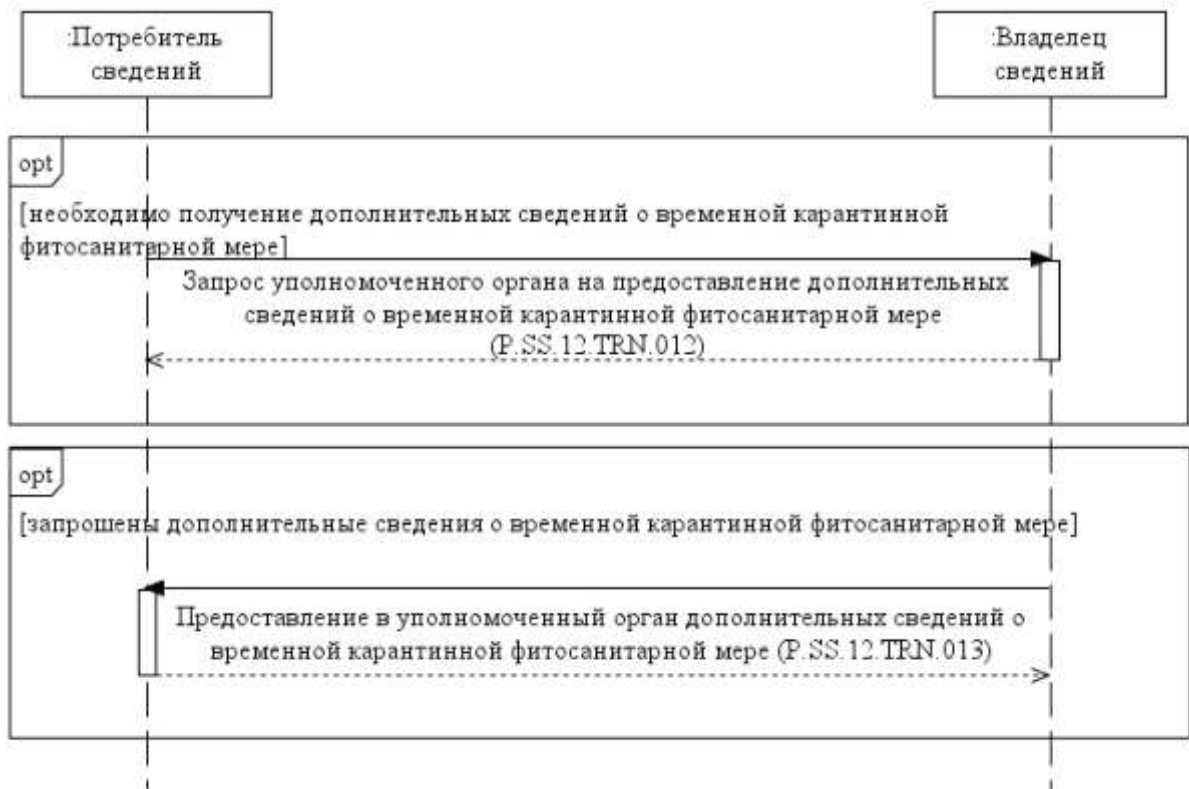 :Потребитель
сведений
:Владелец
сведений
opt
[необходимо получение дополнительных сведений о временной карантинной
фитосанитарной мере]
Запрос уполномоченного органа на предоставление дополнительных
сведений о временной карантинной фитосанитарной мере
(P.SS.12.TRN.012)
opt
[запрошены дополнительные сведения о временной карантинной фитосанитарной мере]
Предоставление в уполномоченный орган дополнительных сведений о
временной карантинной фитосанитарной мере (P.SS.12.TRN.013)